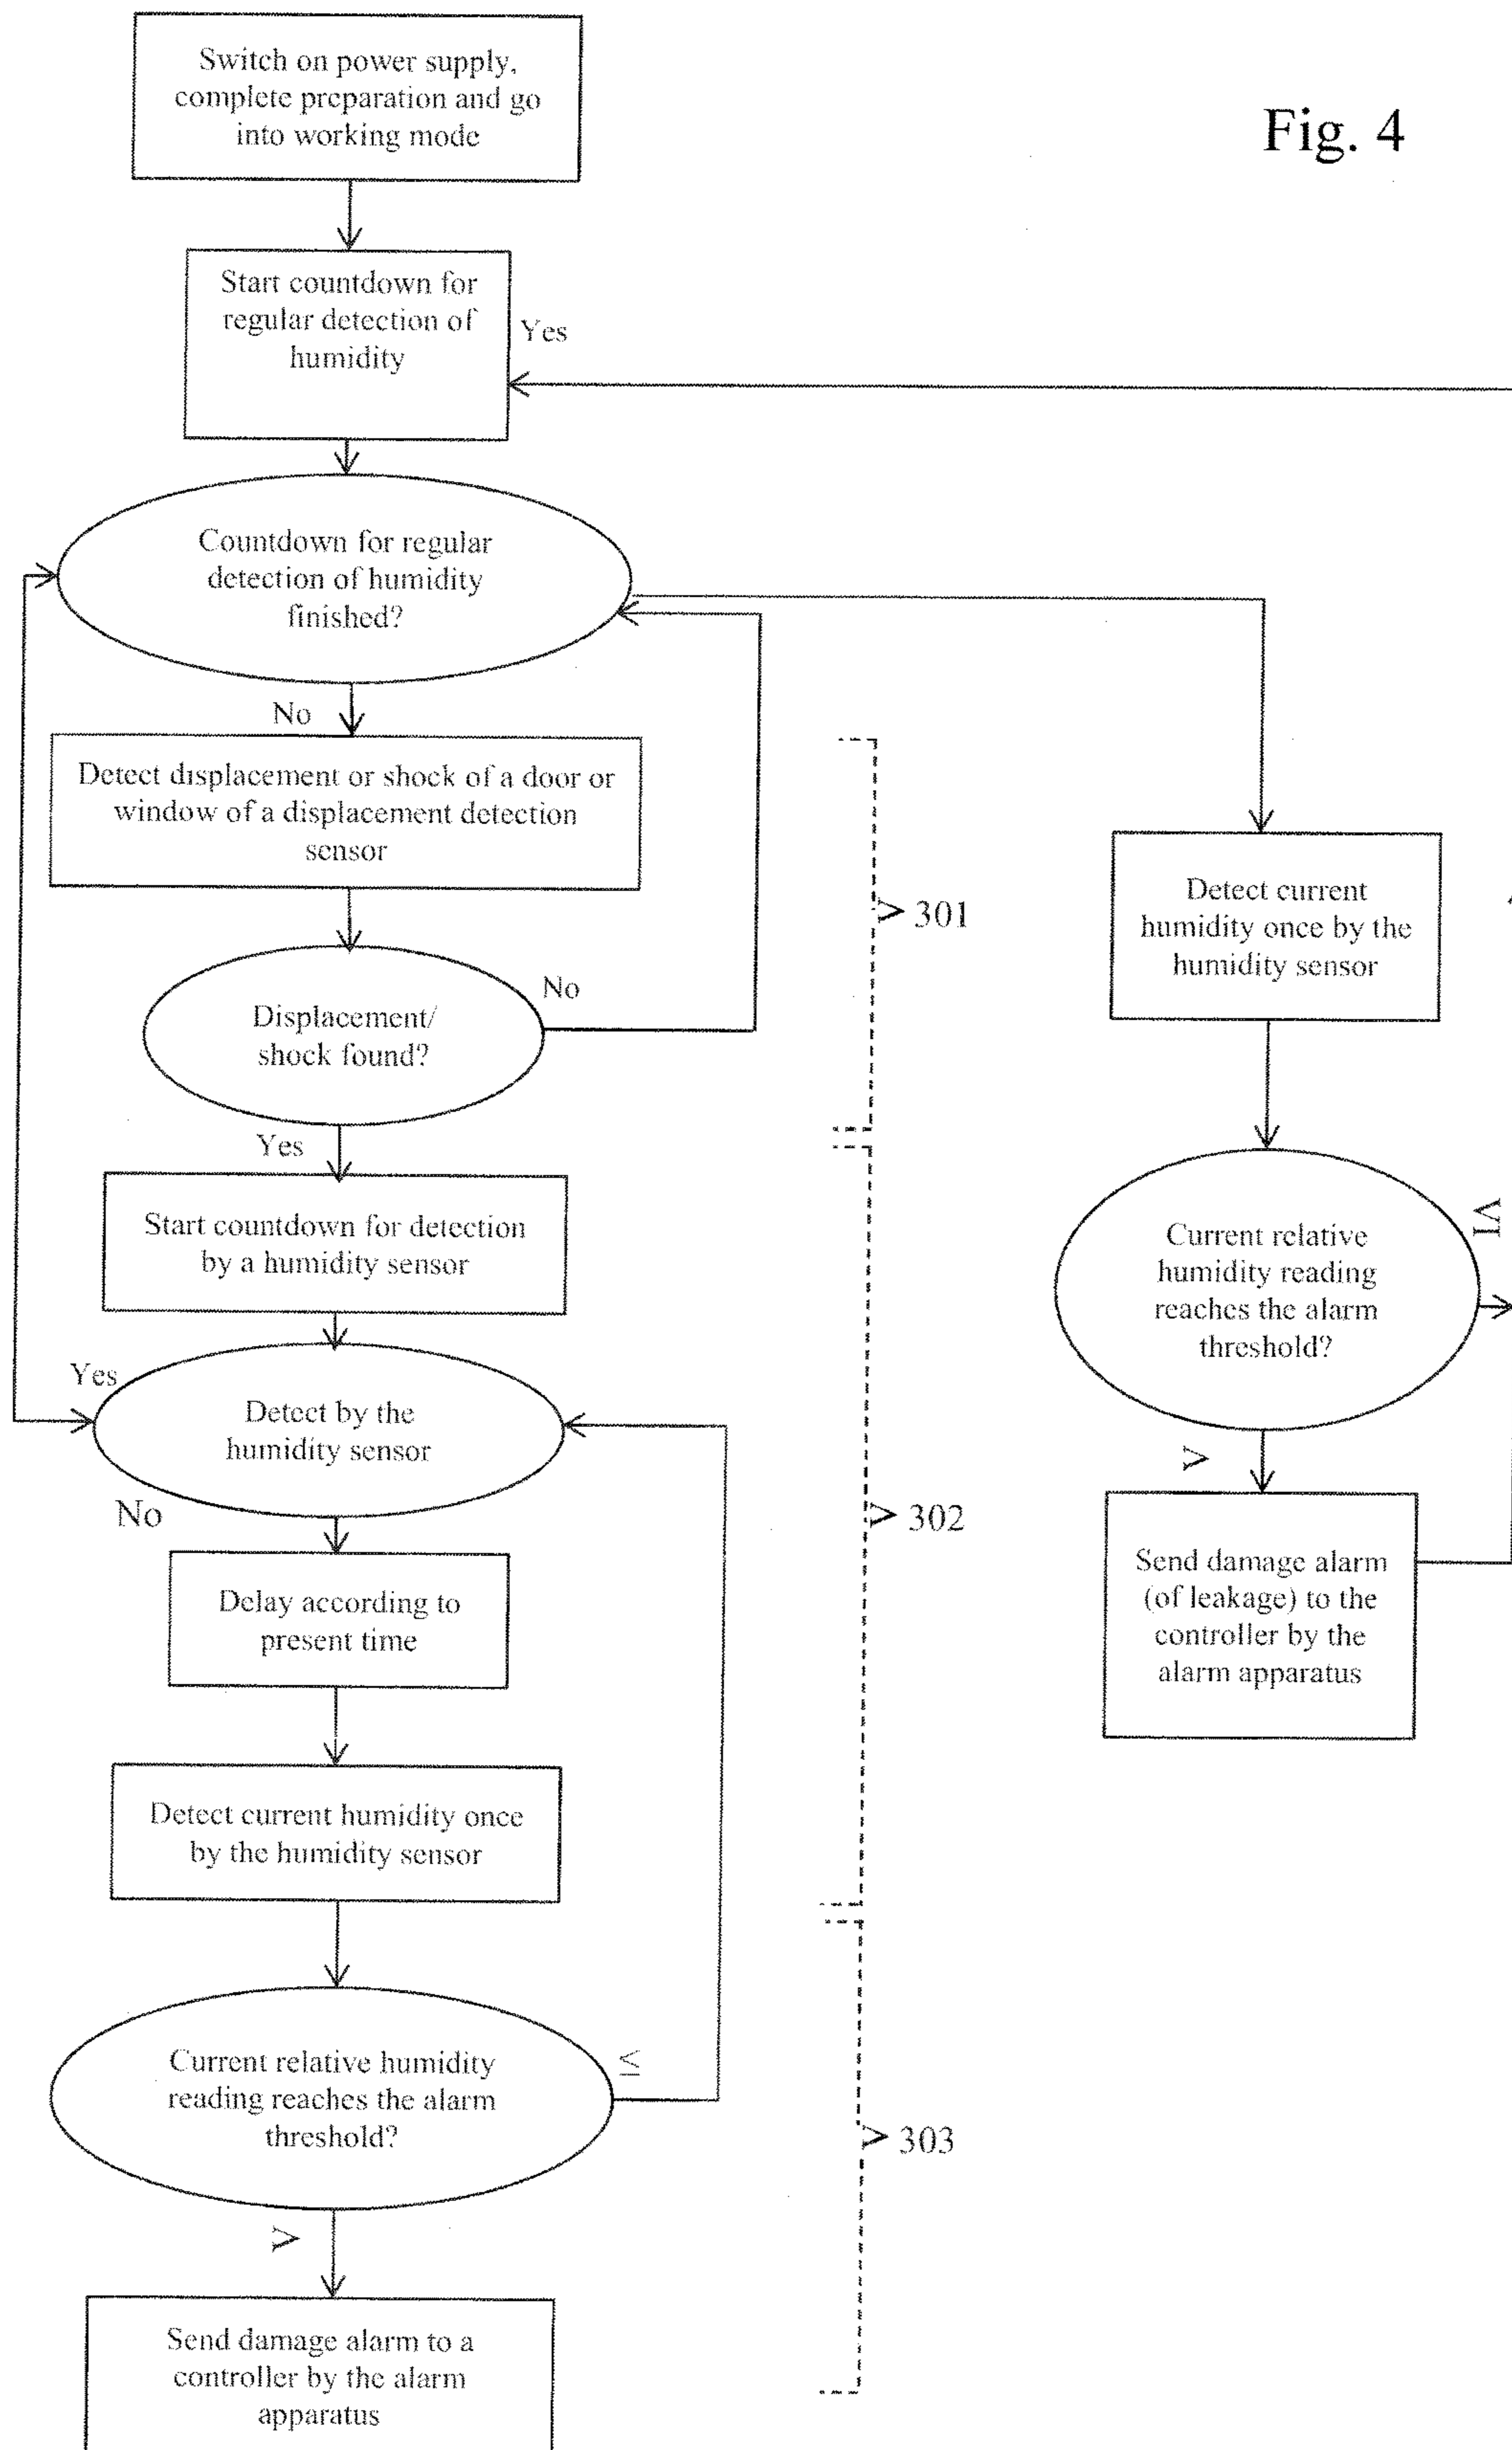 Fig. 4
Switch on power supply,
complete preparation and go
into working mode
Start countdown for
regular detection of
humidity
Yes
Countdown for regular
detection of humidity
finished?
No
Detect displacement or shock of a door or
window of a displacement detection
sensor
301
Displacement/
shock found?
No
Yes
Start countdown for detection
by a humidity sensor
Yes
Detect by the
humidity sensor
No
302
Delay according to
present time
Detect current humidity once
by the humidity sensor
Current relative humidity
reading reaches the alarm
threshold?
≤
303
>
Send damage alarm to a
controller by the alarm
apparatus
Detect current
humidity once by the
humidity sensor
Current relative
humidity reading
reaches the alarm
threshold?
≤
>
Send damage alarm
(of leakage) to the
controller by the
alarm apparatus